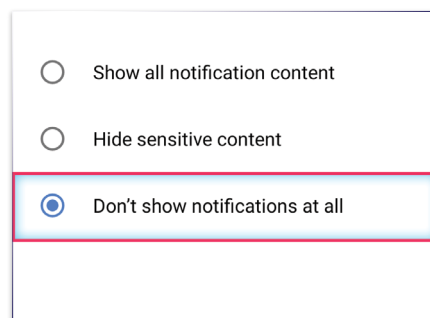 Show all notification content
Hide sensitive content
Don’t show notifications at all